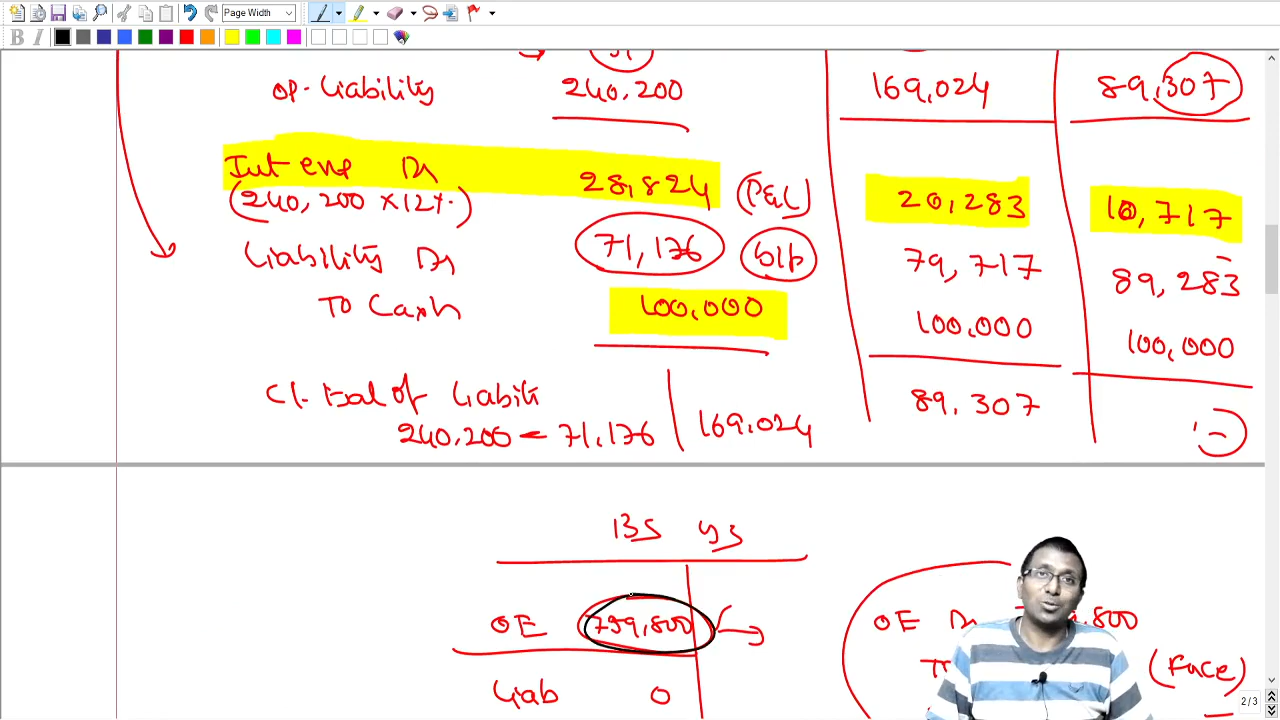 Page Width
B I
Op. Liability 240,200 169,024 89,307
Int exp Dr 28,824 (P&L) 20,283 10,717
(240,200 × 12%)
Liability Dr 71,176 b/p 79,717 89,283
To Cash 100,000 100,000 100,000
Cl. Bal of Liabilit 89,307 -
240,200 - 71,176 169,024
BS y3
OE 759,800 OE Dr ,800
(Face)
Liab 0
2/3